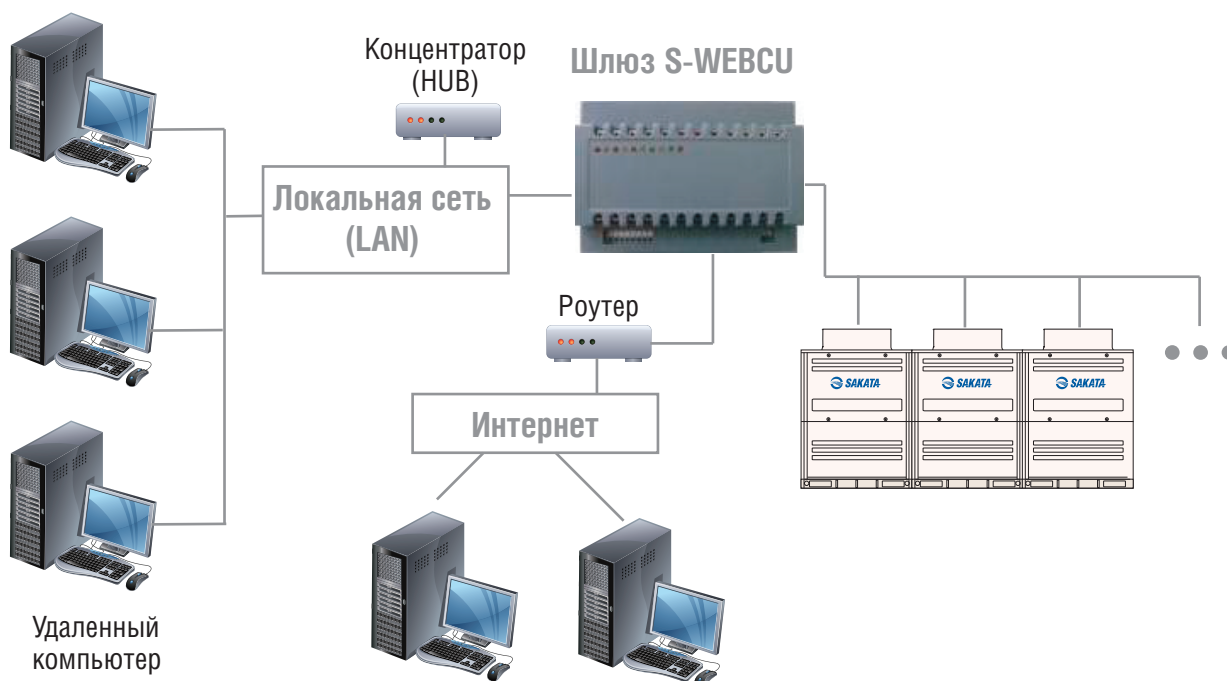 Концентратор
(HUB)
Шлюз S-WEBCU
Локальная сеть
(LAN)
Роутер
Интернет
SAKATA
SAKATA
SAKATA
Удаленный
компьютер